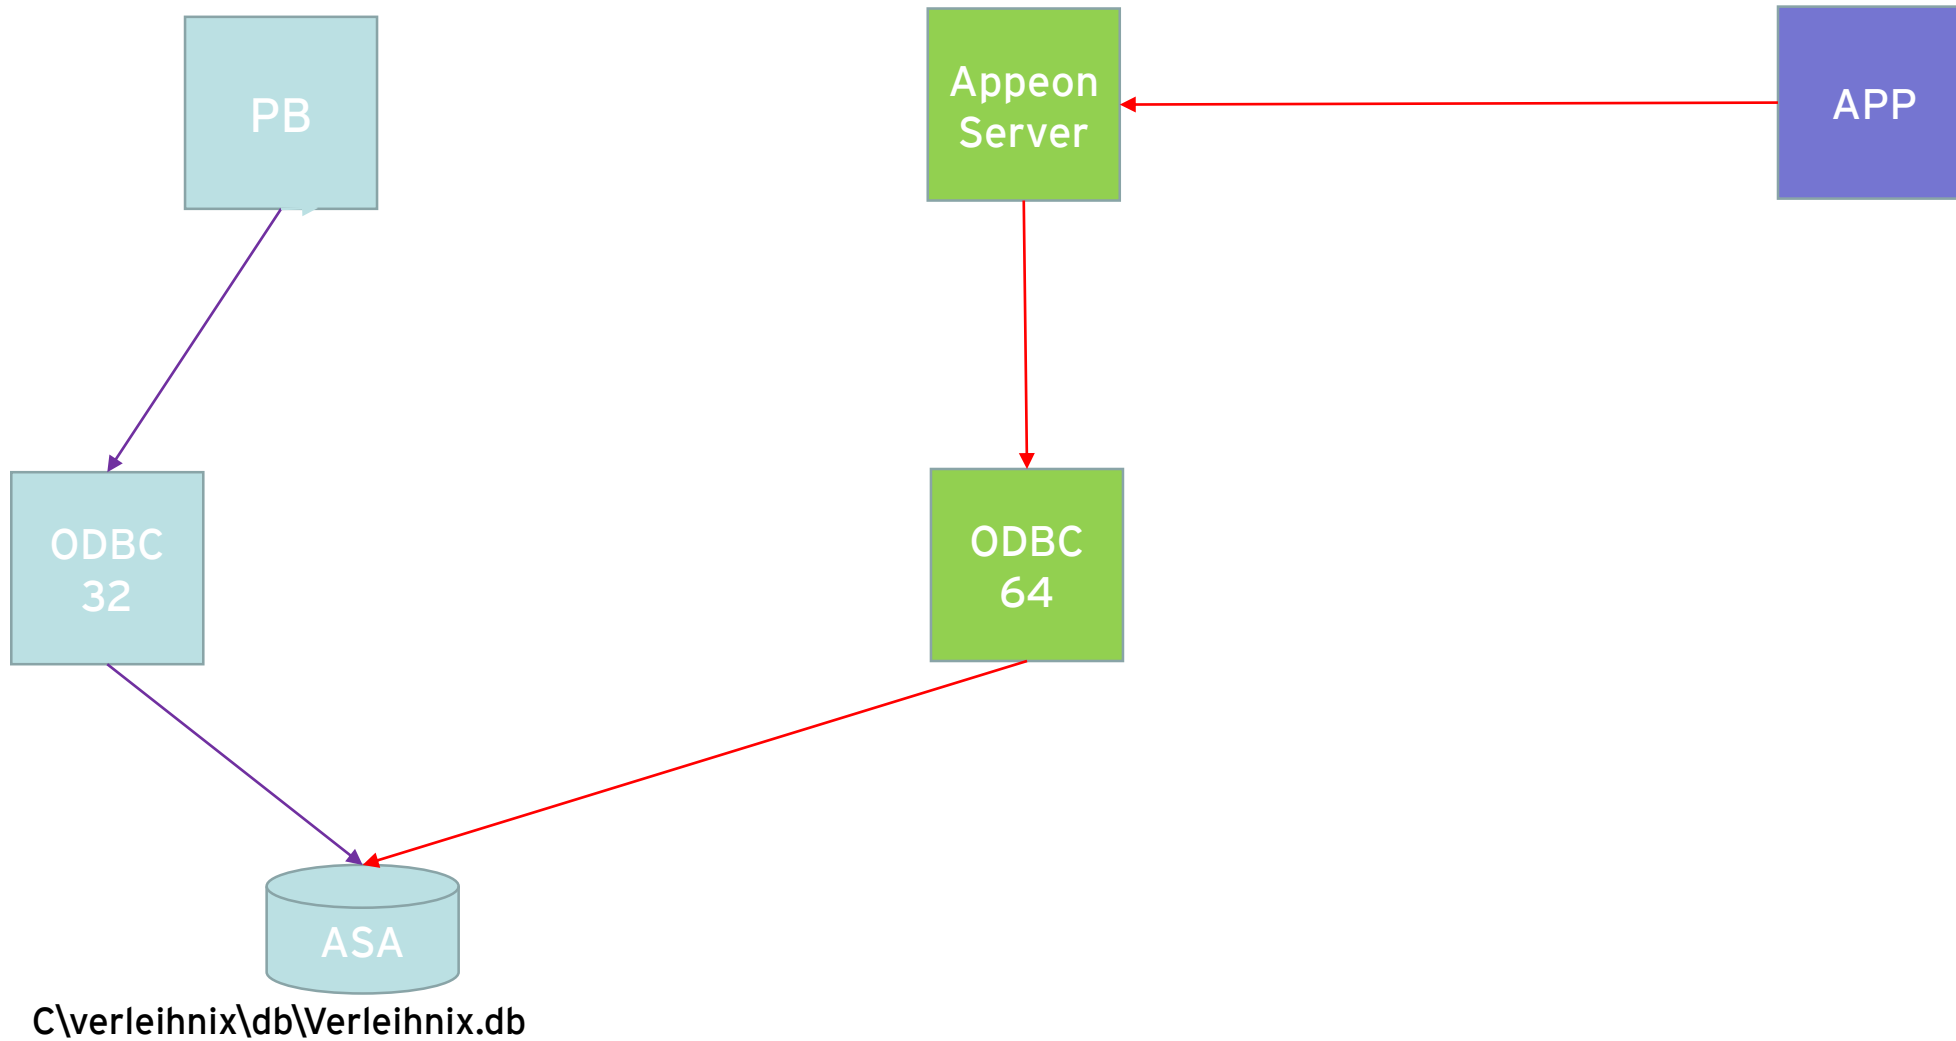 PB
Appeon
Server
APP
ODBC
32
ODBC
64
ASA
C\verleihnix\db\Verleihnix.db